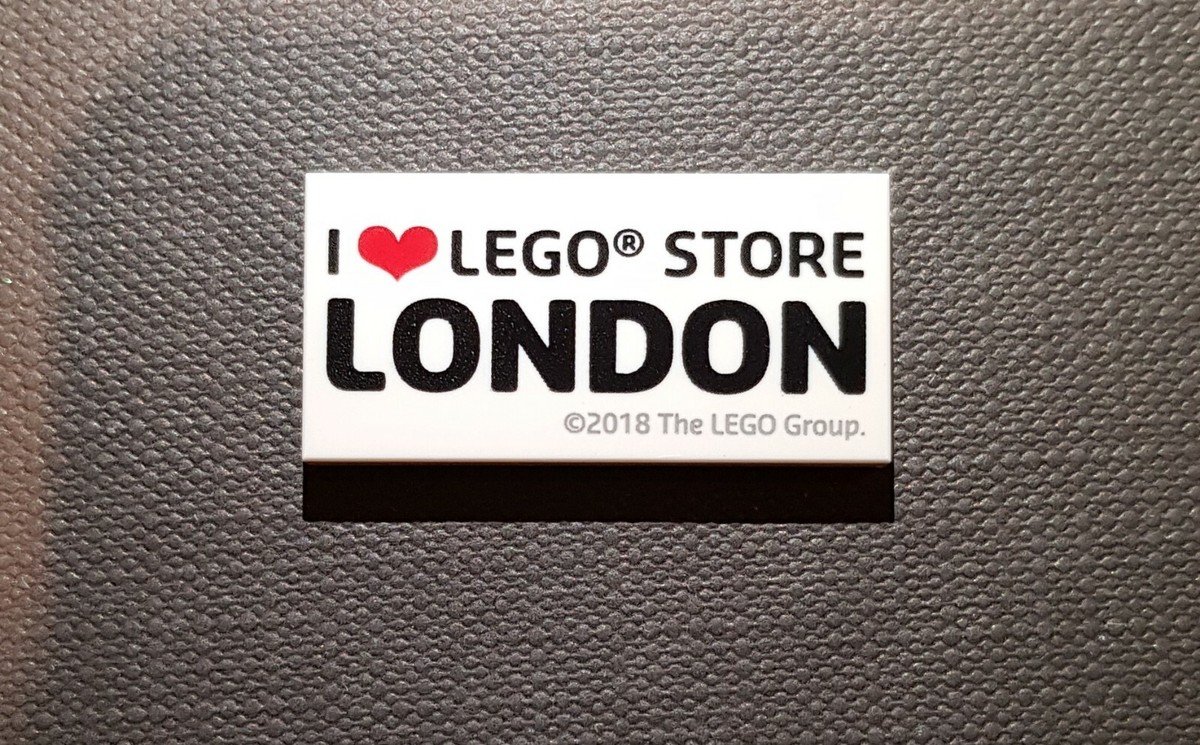 I ❤ LEGO® STORE
LONDON
©2018 The LEGO Group.